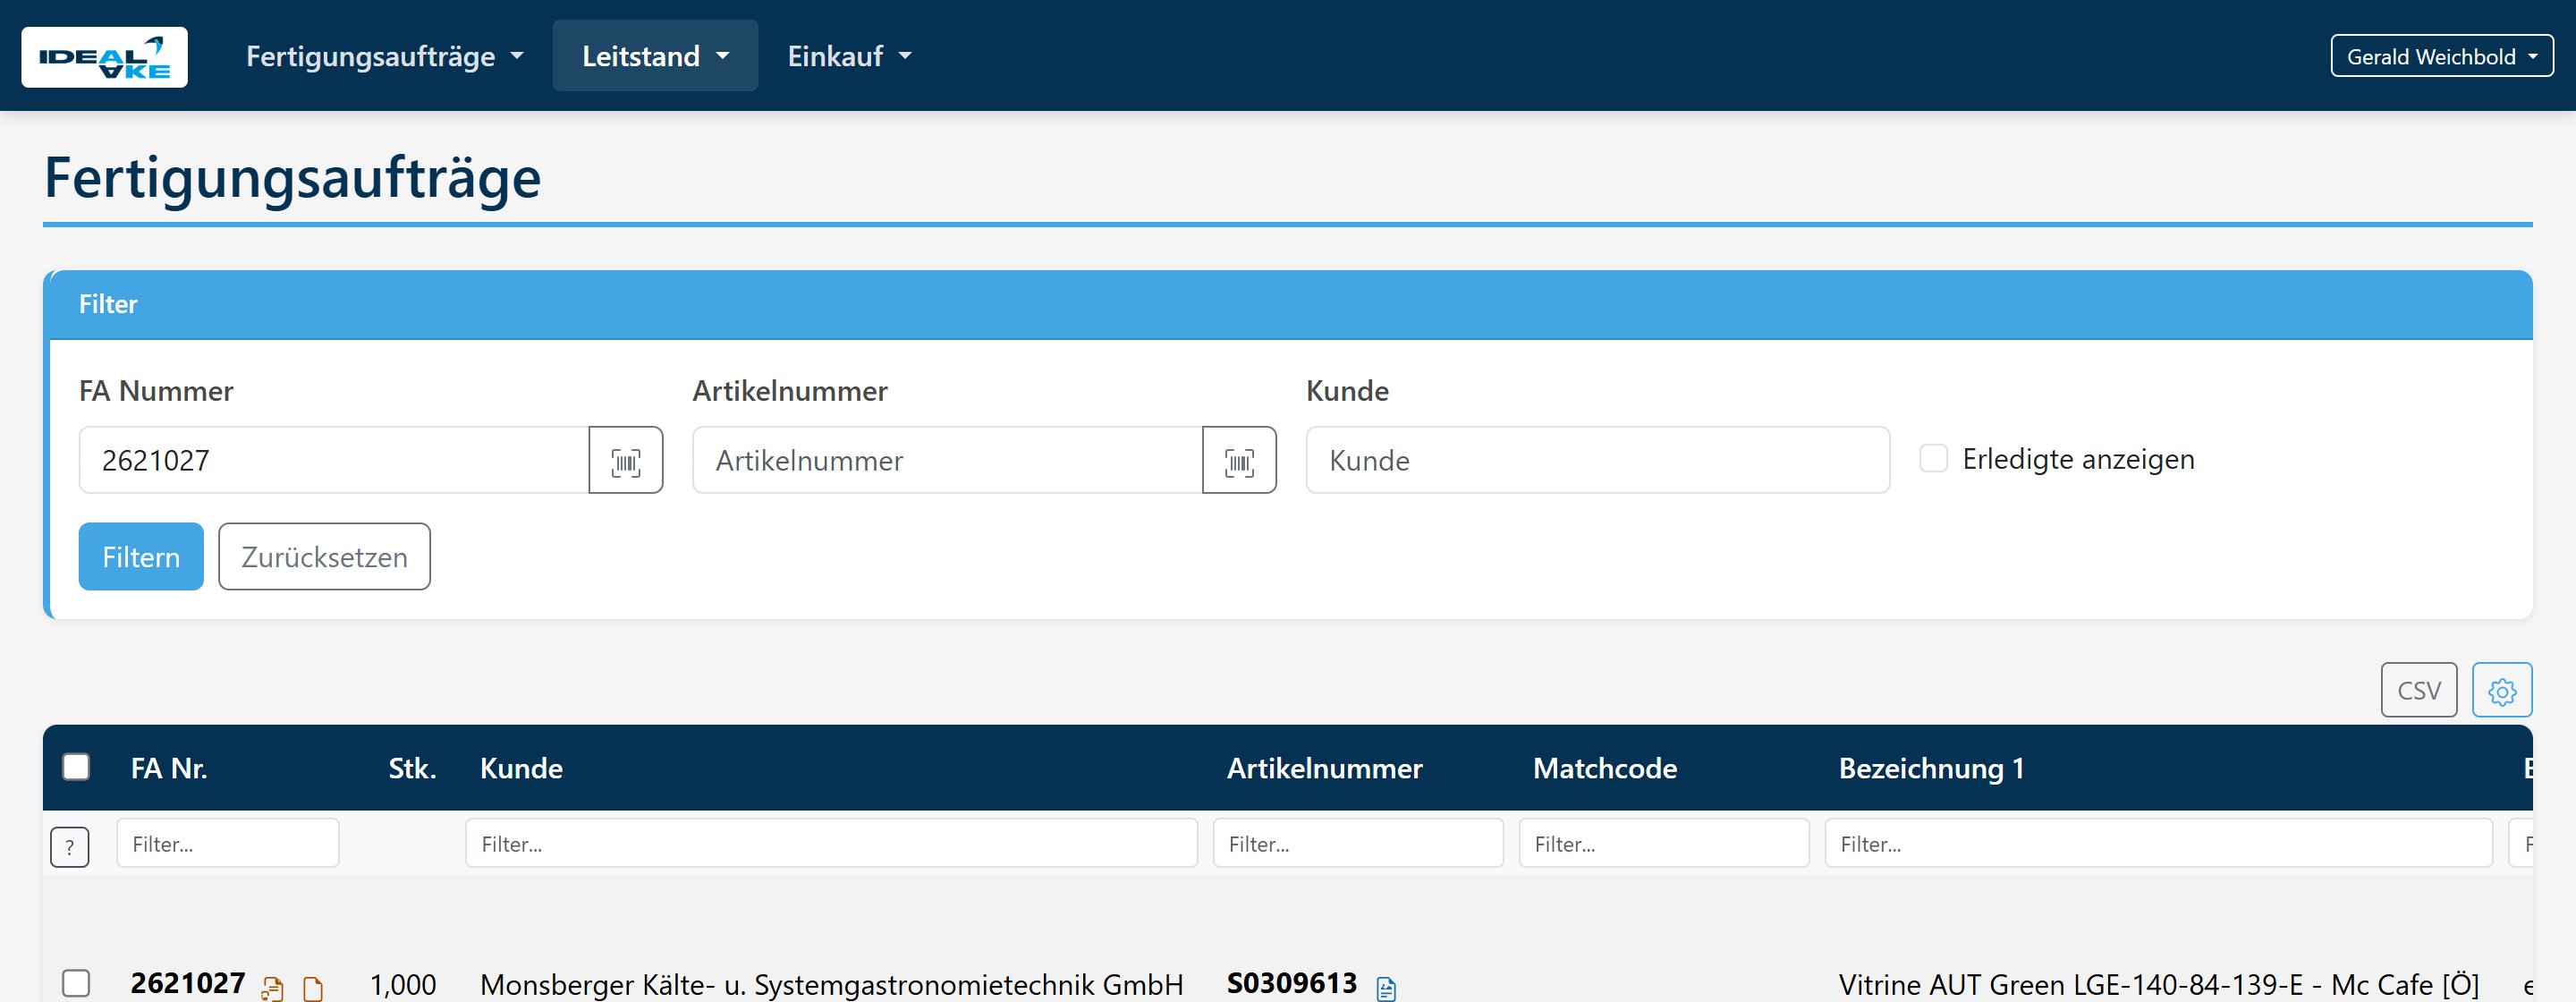 IDEAL
AKE
Fertigungsaufträge
Leitstand
Einkauf
Gerald Weichbold
Fertigungsaufträge
Filter
FA Nummer
Artikelnummer
Kunde
2621027
Artikelnummer
Kunde
Erledigte anzeigen
Filtern
Zurücksetzen
CSV
FA Nr.
Stk.
Kunde
Artikelnummer
Matchcode
Bezeichnung 1
?
Filter...
Filter...
Filter...
Filter...
Filter...
2621027
1,000
Monsberger Kälte- u. Systemgastronomietechnik GmbH
S0309613
Vitrine AUT Green LGE-140-84-139-E - Mc Cafe [Ö]